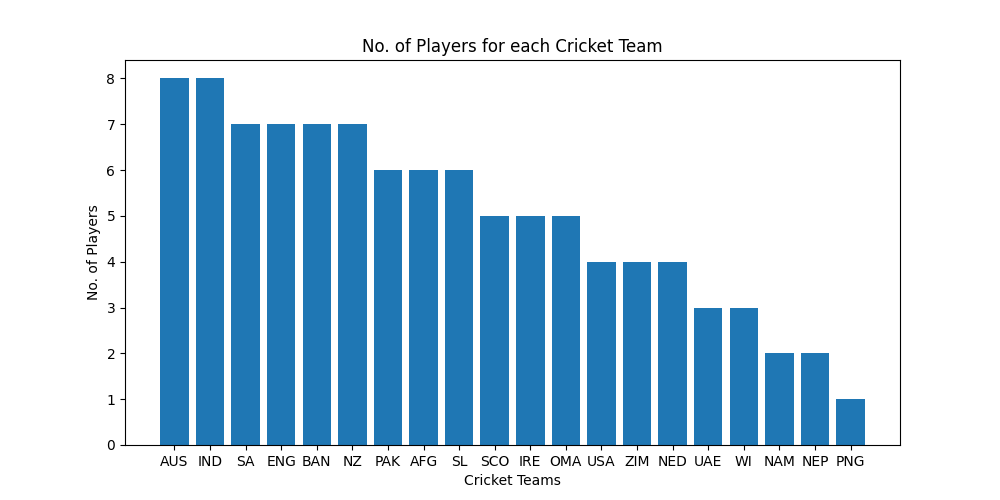 No. of Players for each Cricket Team
No. of Players
8
7
6
5
4
3
2
1
0
AUS IND SA ENG BAN NZ PAK AFG SL SCO IRE OMA USA ZIM NED UAE WI NAM NEP PNG
Cricket Teams